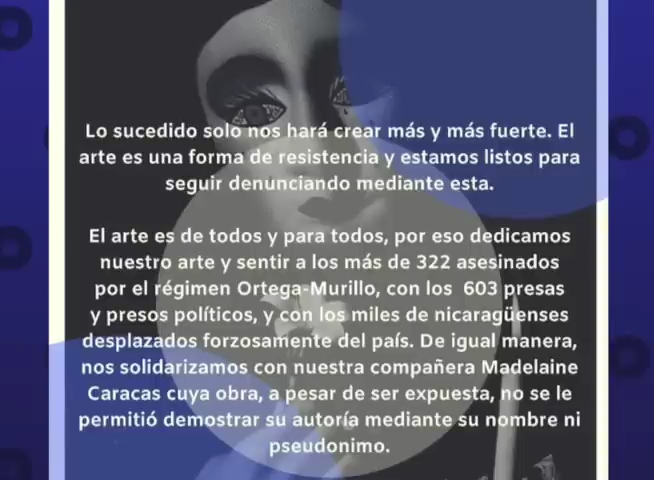 Lo sucedido solo nos hará crear más y más fuerte. El
arte es una forma de resistencia y estamos listos para
seguir denunciando mediante esta.
El arte es de todos y para todos, por eso dedicamos
nuestro arte y sentir a los más de 322 asesinados
por el régimen Ortega-Murillo, con los 603 presas
y presos políticos, y con los miles de nicaragüenses
desplazados forzosamente del país. De igual manera,
nos solidarizamos con nuestra compañera Madelaine
Caracas cuya obra, a pesar de ser expuesta, no se le
permitió demostrar su autoría mediante su nombre ni
pseudonimo.